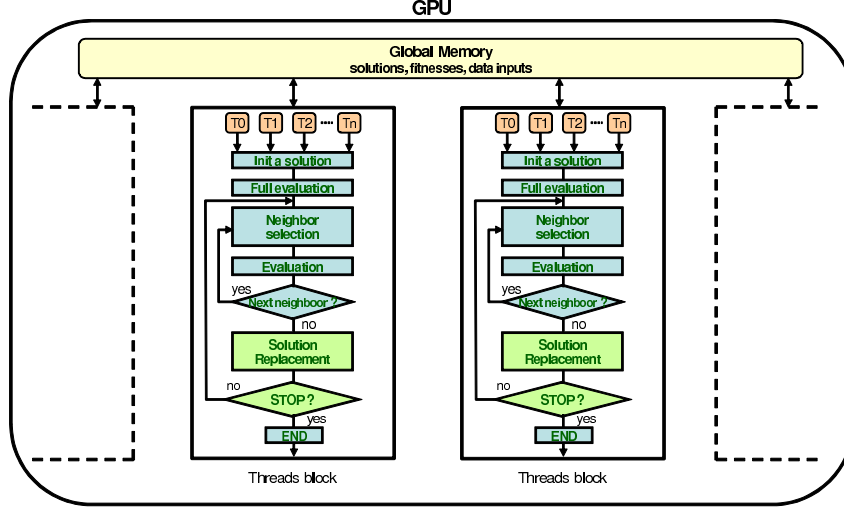 GPU
Global Memory
solutions, fitnesses, data inputs
T0 T1 T2 .... Tn
Init a solution
Full evaluation
Neighbor
selection
Evaluation
yes
Next neighboor ?
no
Solution
Replacement
no
STOP ?
yes
END
Threads block
T0 T1 T2 .... Tn
Init a solution
Full evaluation
Neighbor
selection
Evaluation
yes
Next neighboor ?
no
Solution
Replacement
no
STOP ?
yes
END
Threads block